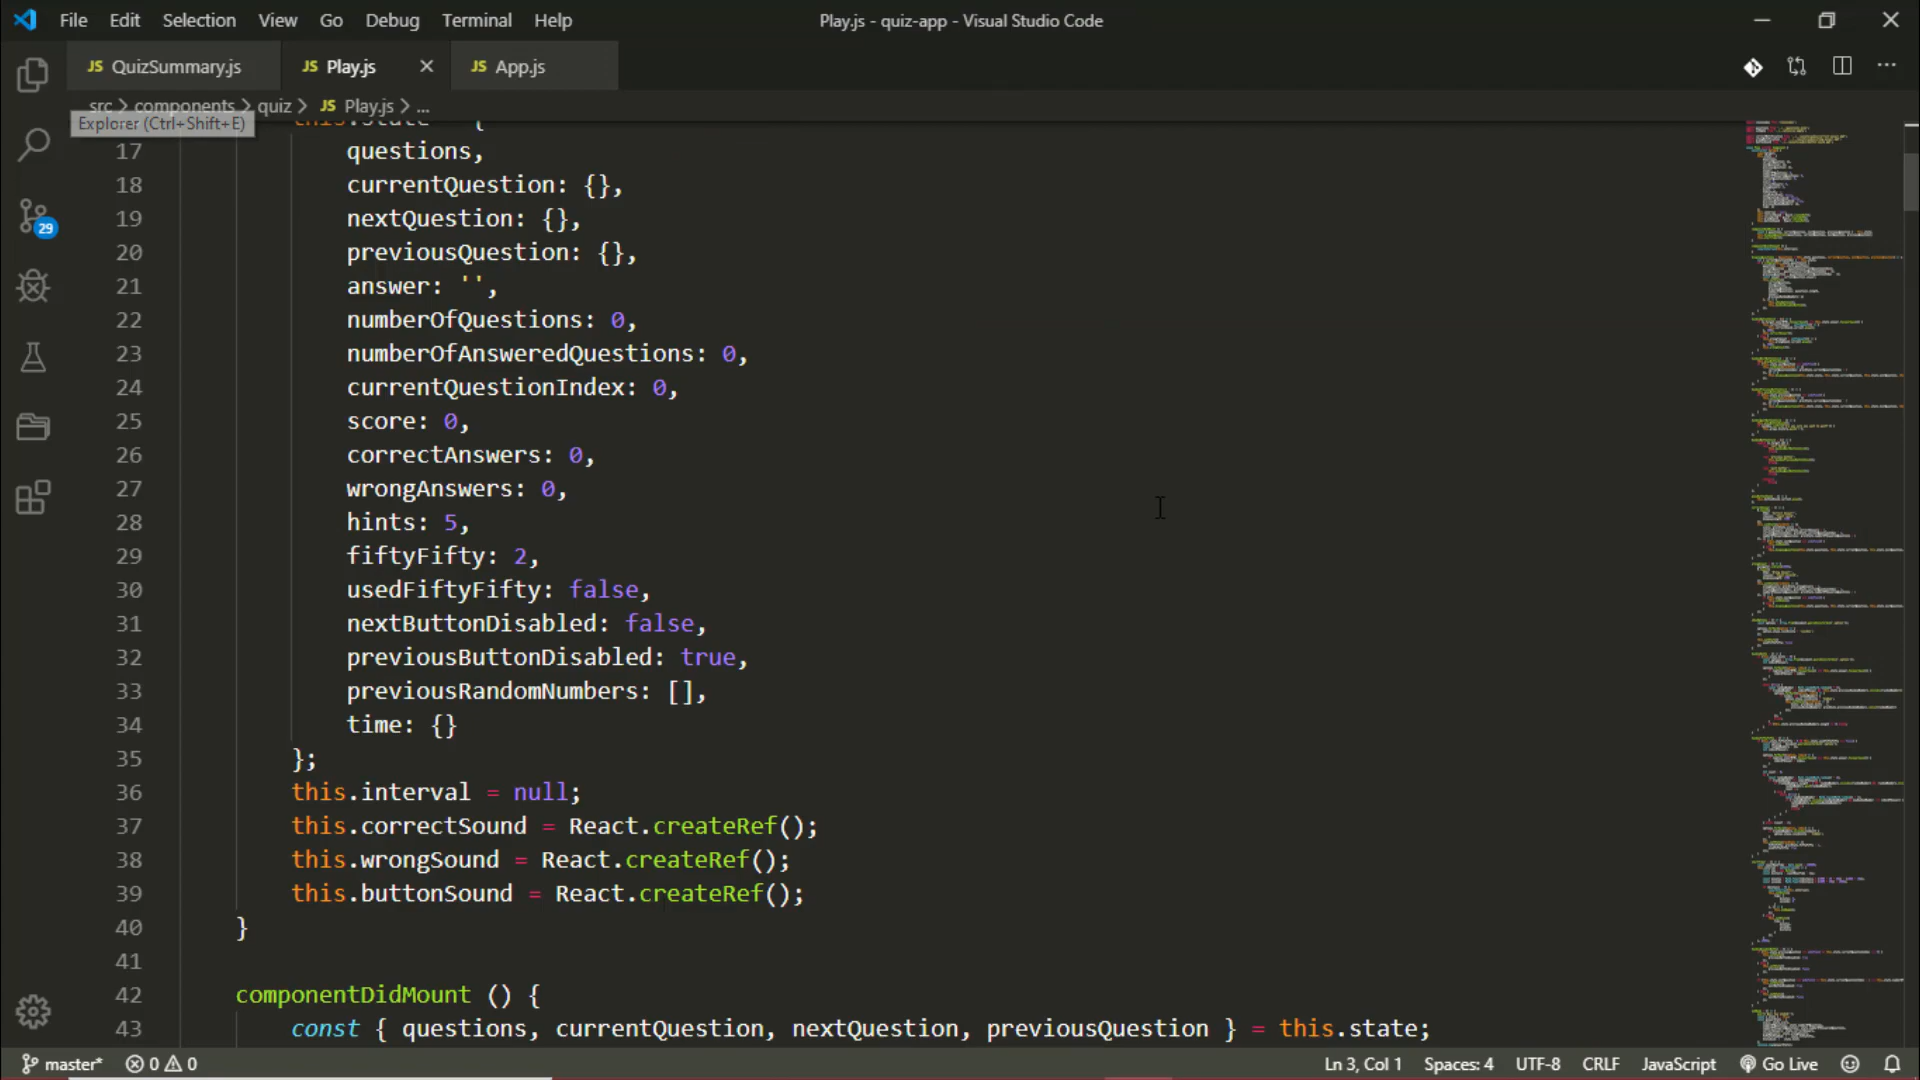 File Edit Selection View Go Debug Terminal Help
Play.js - quiz-app - Visual Studio Code
JS QuizSummary.js JS Play.js JS App.js
src components quiz JS Play.js ...
Explorer (Ctrl+Shift+E)
this.state = {
17 questions,
18 currentQuestion: {},
19 nextQuestion: {},
20 previousQuestion: {},
21 answer: '',
22 numberOfQuestions: 0,
23 numberOfAnsweredQuestions: 0,
24 currentQuestionIndex: 0,
25 score: 0,
26 correctAnswers: 0,
27 wrongAnswers: 0,
28 hints: 5,
29 fiftyFifty: 2,
30 usedFiftyFifty: false,
31 nextButtonDisabled: false,
32 previousButtonDisabled: true,
33 previousRandomNumbers: [],
34 time: {}
35 };
36 this.interval = null;
37 this.correctSound = React.createRef();
38 this.wrongSound = React.createRef();
39 this.buttonSound = React.createRef();
40 }
41
42 componentDidMount () {
43 const { questions, currentQuestion, nextQuestion, previousQuestion } = this.state;
29
master* 0 0 Ln 3, Col 1 Spaces: 4 UTF-8 CRLF JavaScript Go Live